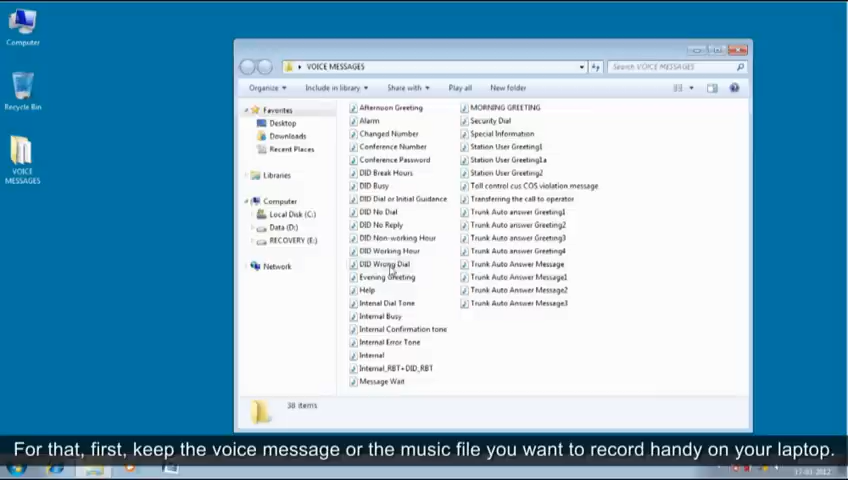 Computer
Recycle Bin
VOICE
MESSAGES
VOICE MESSAGES
Search VOICE MESSAGES
Organize
Include in library
Share with
Play all
New folder
Favorites
Desktop
Downloads
Recent Places
Libraries
Computer
Local Disk (C:)
Data (D:)
RECOVERY (E:)
Network
Afternoon Greeting
Alarm
Changed Number
Conference Number
Conference Password
DID Break Hours
DID Busy
DID Dial or Initial Guidance
DID No Dial
DID No Reply
DID Non-working Hour
DID Working Hour
DID Wrong Dial
Evening Greeting
Help
Intenal Dial Tone
Internal Busy
Internal Confirmation tone
Internal Error Tone
Internal
Internal_RBT+DID_RBT
Message Wait
MORNING GREETING
Security Dial
Special Information
Station User Greeting1
Station User Greeting1a
Station User Greeting2
Toll control cus COS violation message
Transferring the call to operator
Trunk Auto answer Greeting1
Trunk Auto answer Greeting2
Trunk Auto answer Greeting3
Trunk Auto answer Greeting4
Trunk Auto Answer Message
Trunk Auto Answer Message1
Trunk Auto Answer Message2
Trunk Auto Answer Message3
38 items
For that, first, keep the voice message or the music file you want to record handy on your laptop.
17-01-2012